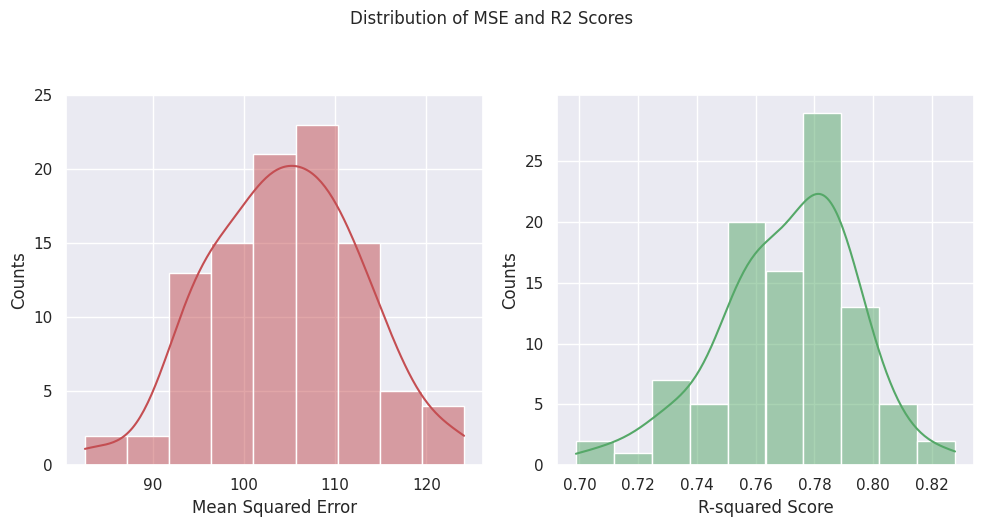 Distribution of MSE and R2 Scores
25
20
15
10
5
0
Counts
90 100 110 120
Mean Squared Error
25
20
15
10
5
0
Counts
0.70 0.72 0.74 0.76 0.78 0.80 0.82
R-squared Score